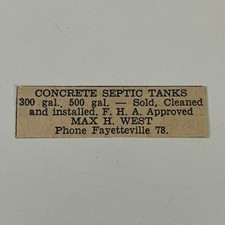 CONCRETE SEPTIC TANKS
300 gal. 500 gal. — Sold, Cleaned
and installed. F. H. A. Approved
MAX H. WEST
Phone Fayetteville 78.